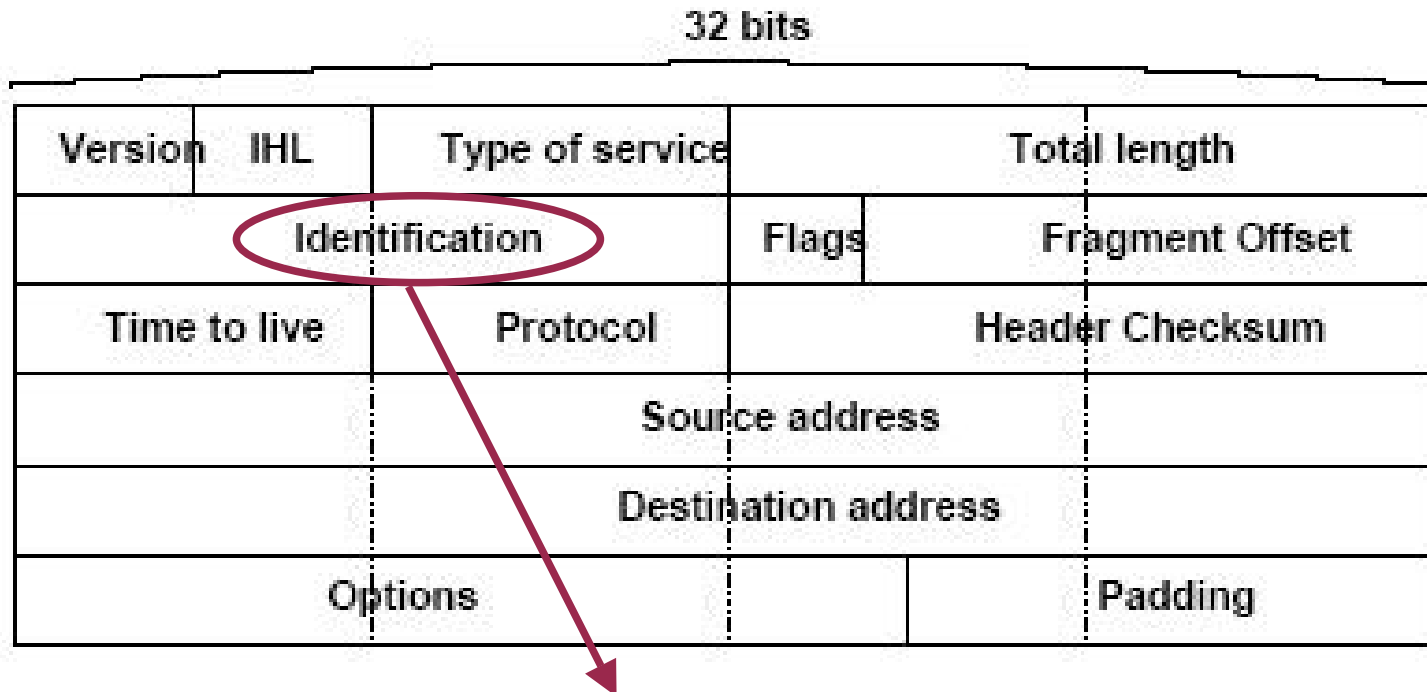 32 bits
Version IHL Type of service Total length
Identification Flags Fragment Offset
Time to live Protocol Header Checksum
Source address
Destination address
Options Padding